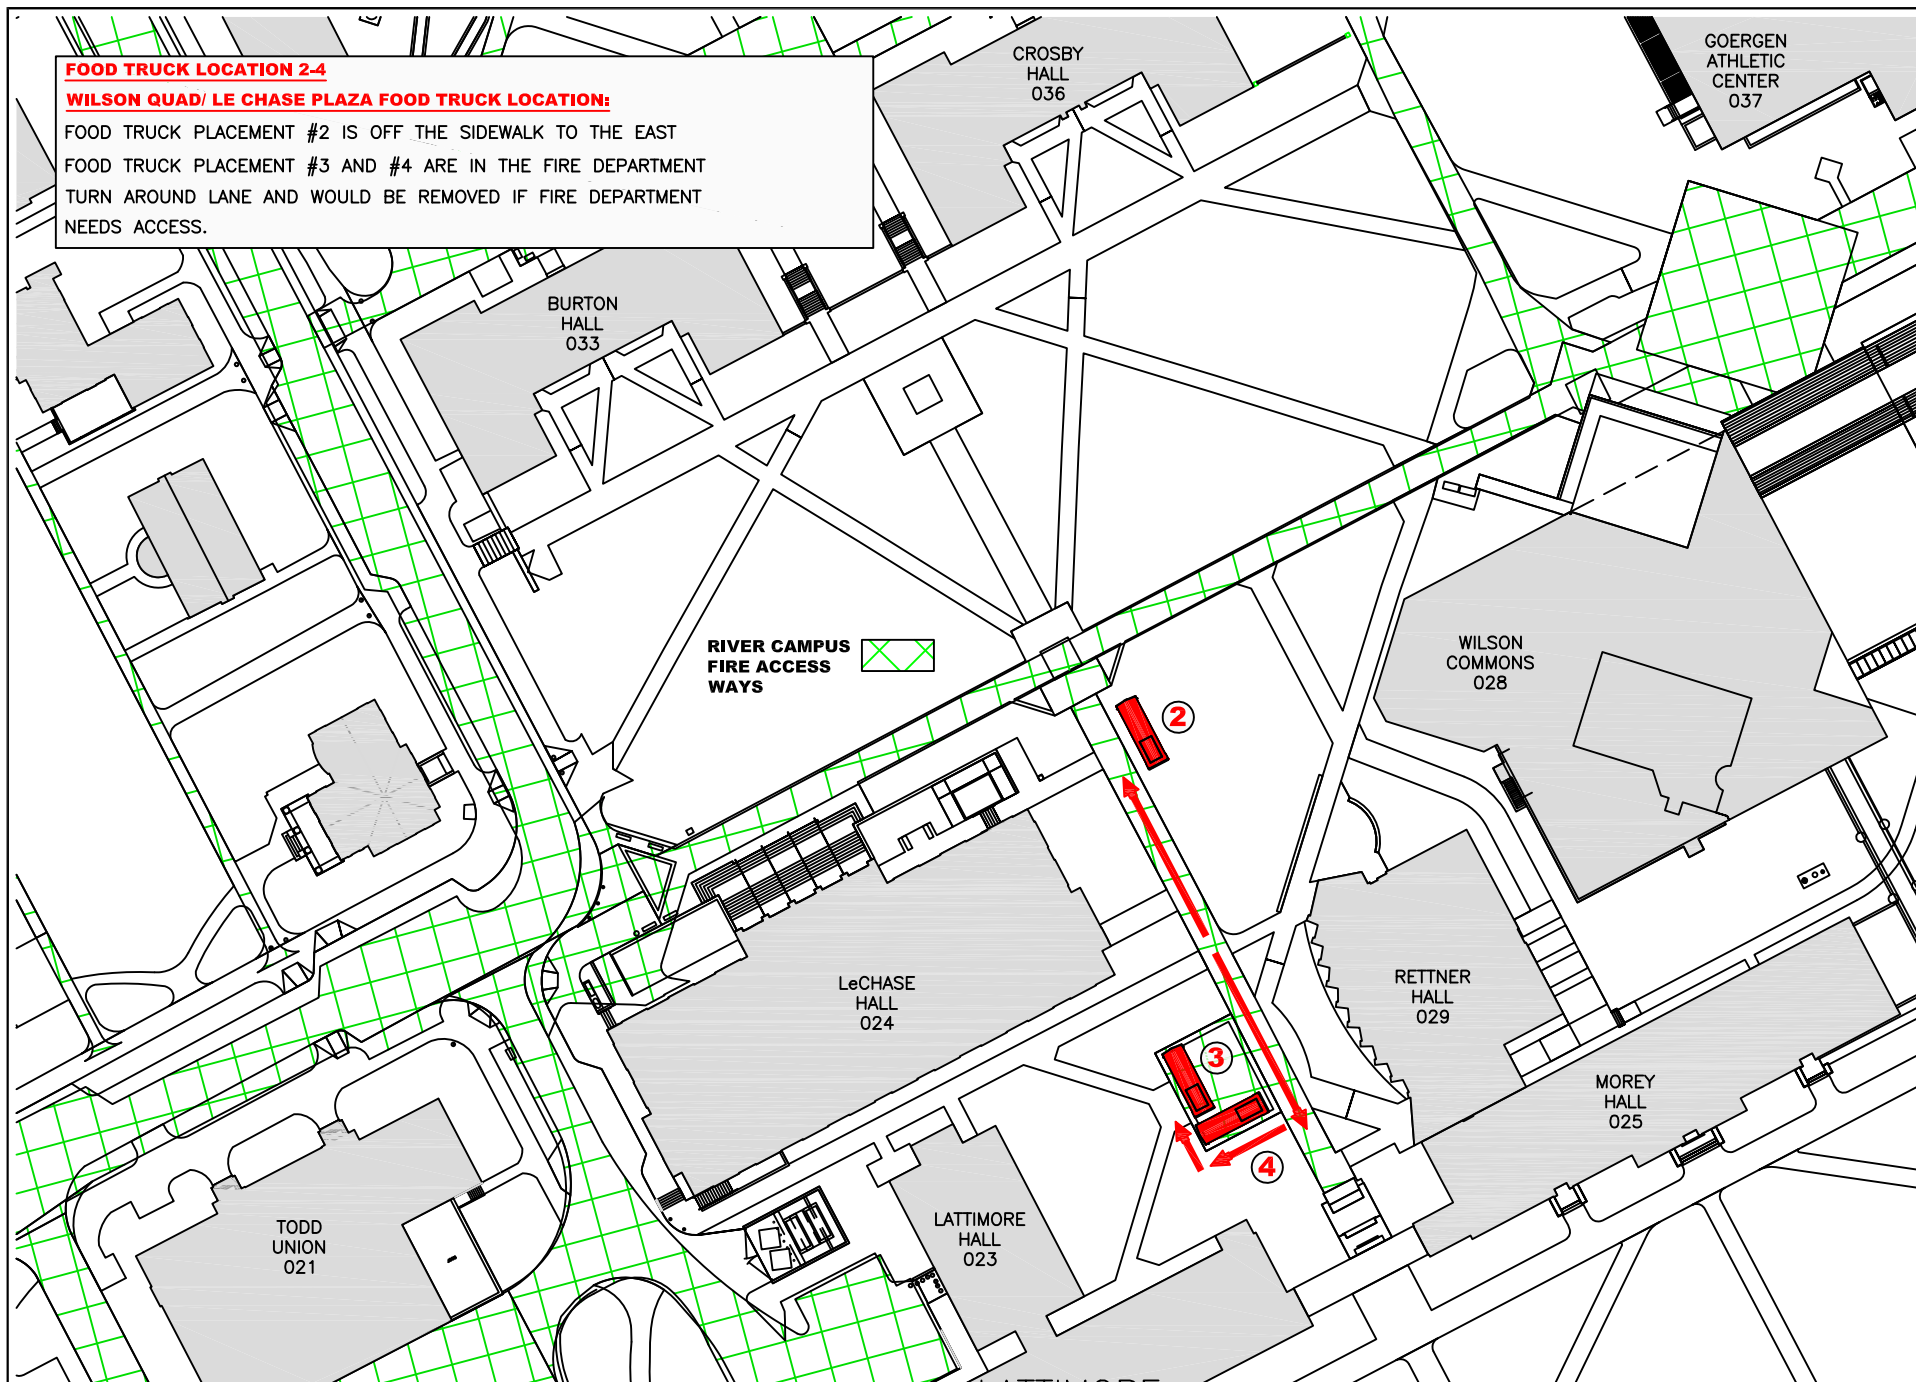 FOOD TRUCK LOCATION 2-4
WILSON QUAD/ LE CHASE PLAZA FOOD TRUCK LOCATION:
FOOD TRUCK PLACEMENT #2 IS OFF THE SIDEWALK TO THE EAST
FOOD TRUCK PLACEMENT #3 AND #4 ARE IN THE FIRE DEPARTMENT
TURN AROUND LANE AND WOULD BE REMOVED IF FIRE DEPARTMENT
NEEDS ACCESS.
CROSBY
HALL
036
GOERGEN
ATHLETIC
CENTER
037
BURTON
HALL
033
RIVER CAMPUS
FIRE ACCESS
WAYS
WILSON
COMMONS
028
2
LeCHASE
HALL
024
RETTNER
HALL
029
3
4
MOREY
HALL
025
TODD
UNION
021
LATTIMORE
HALL
023
LATTIMORE